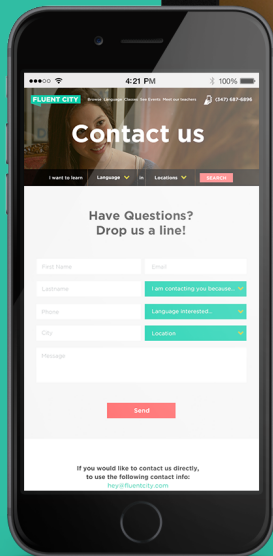 4:21 PM
100%
FLUENT CITY
Browse Language Classes See Events Meet our teachers
(347) 687-6896
Contact us
I want to learn
Language
in
Locations
SEARCH
Have Questions?
Drop us a line!
First Name
Email
Lastname
I am contacting you because...
Phone
Language interested...
City
Location
Message
Send
If you would like to contact us directly,
to use the following contact info:
hey@fluentcity.com